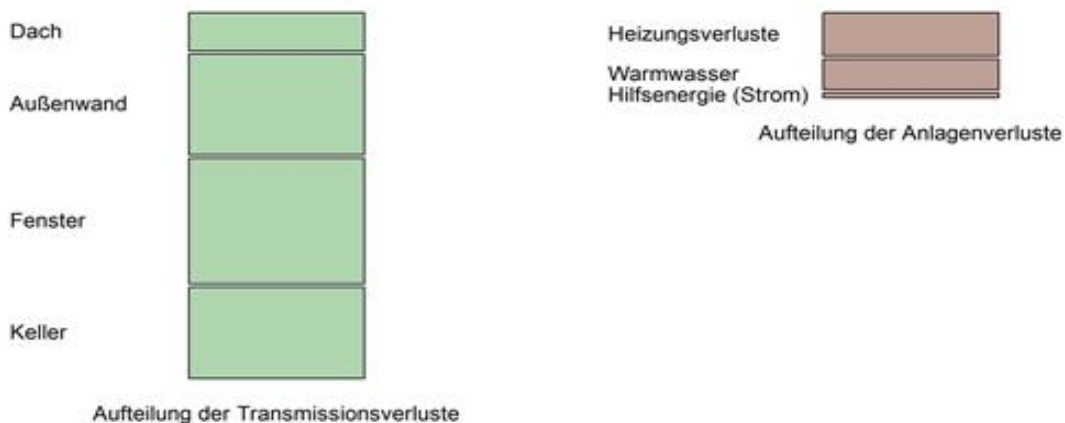 Dach
Außenwand
Fenster
Keller
Aufteilung der Transmissionsverluste
Heizungsverluste
Warmwasser
Hilfsenergie (Strom)
Aufteilung der Anlagenverluste